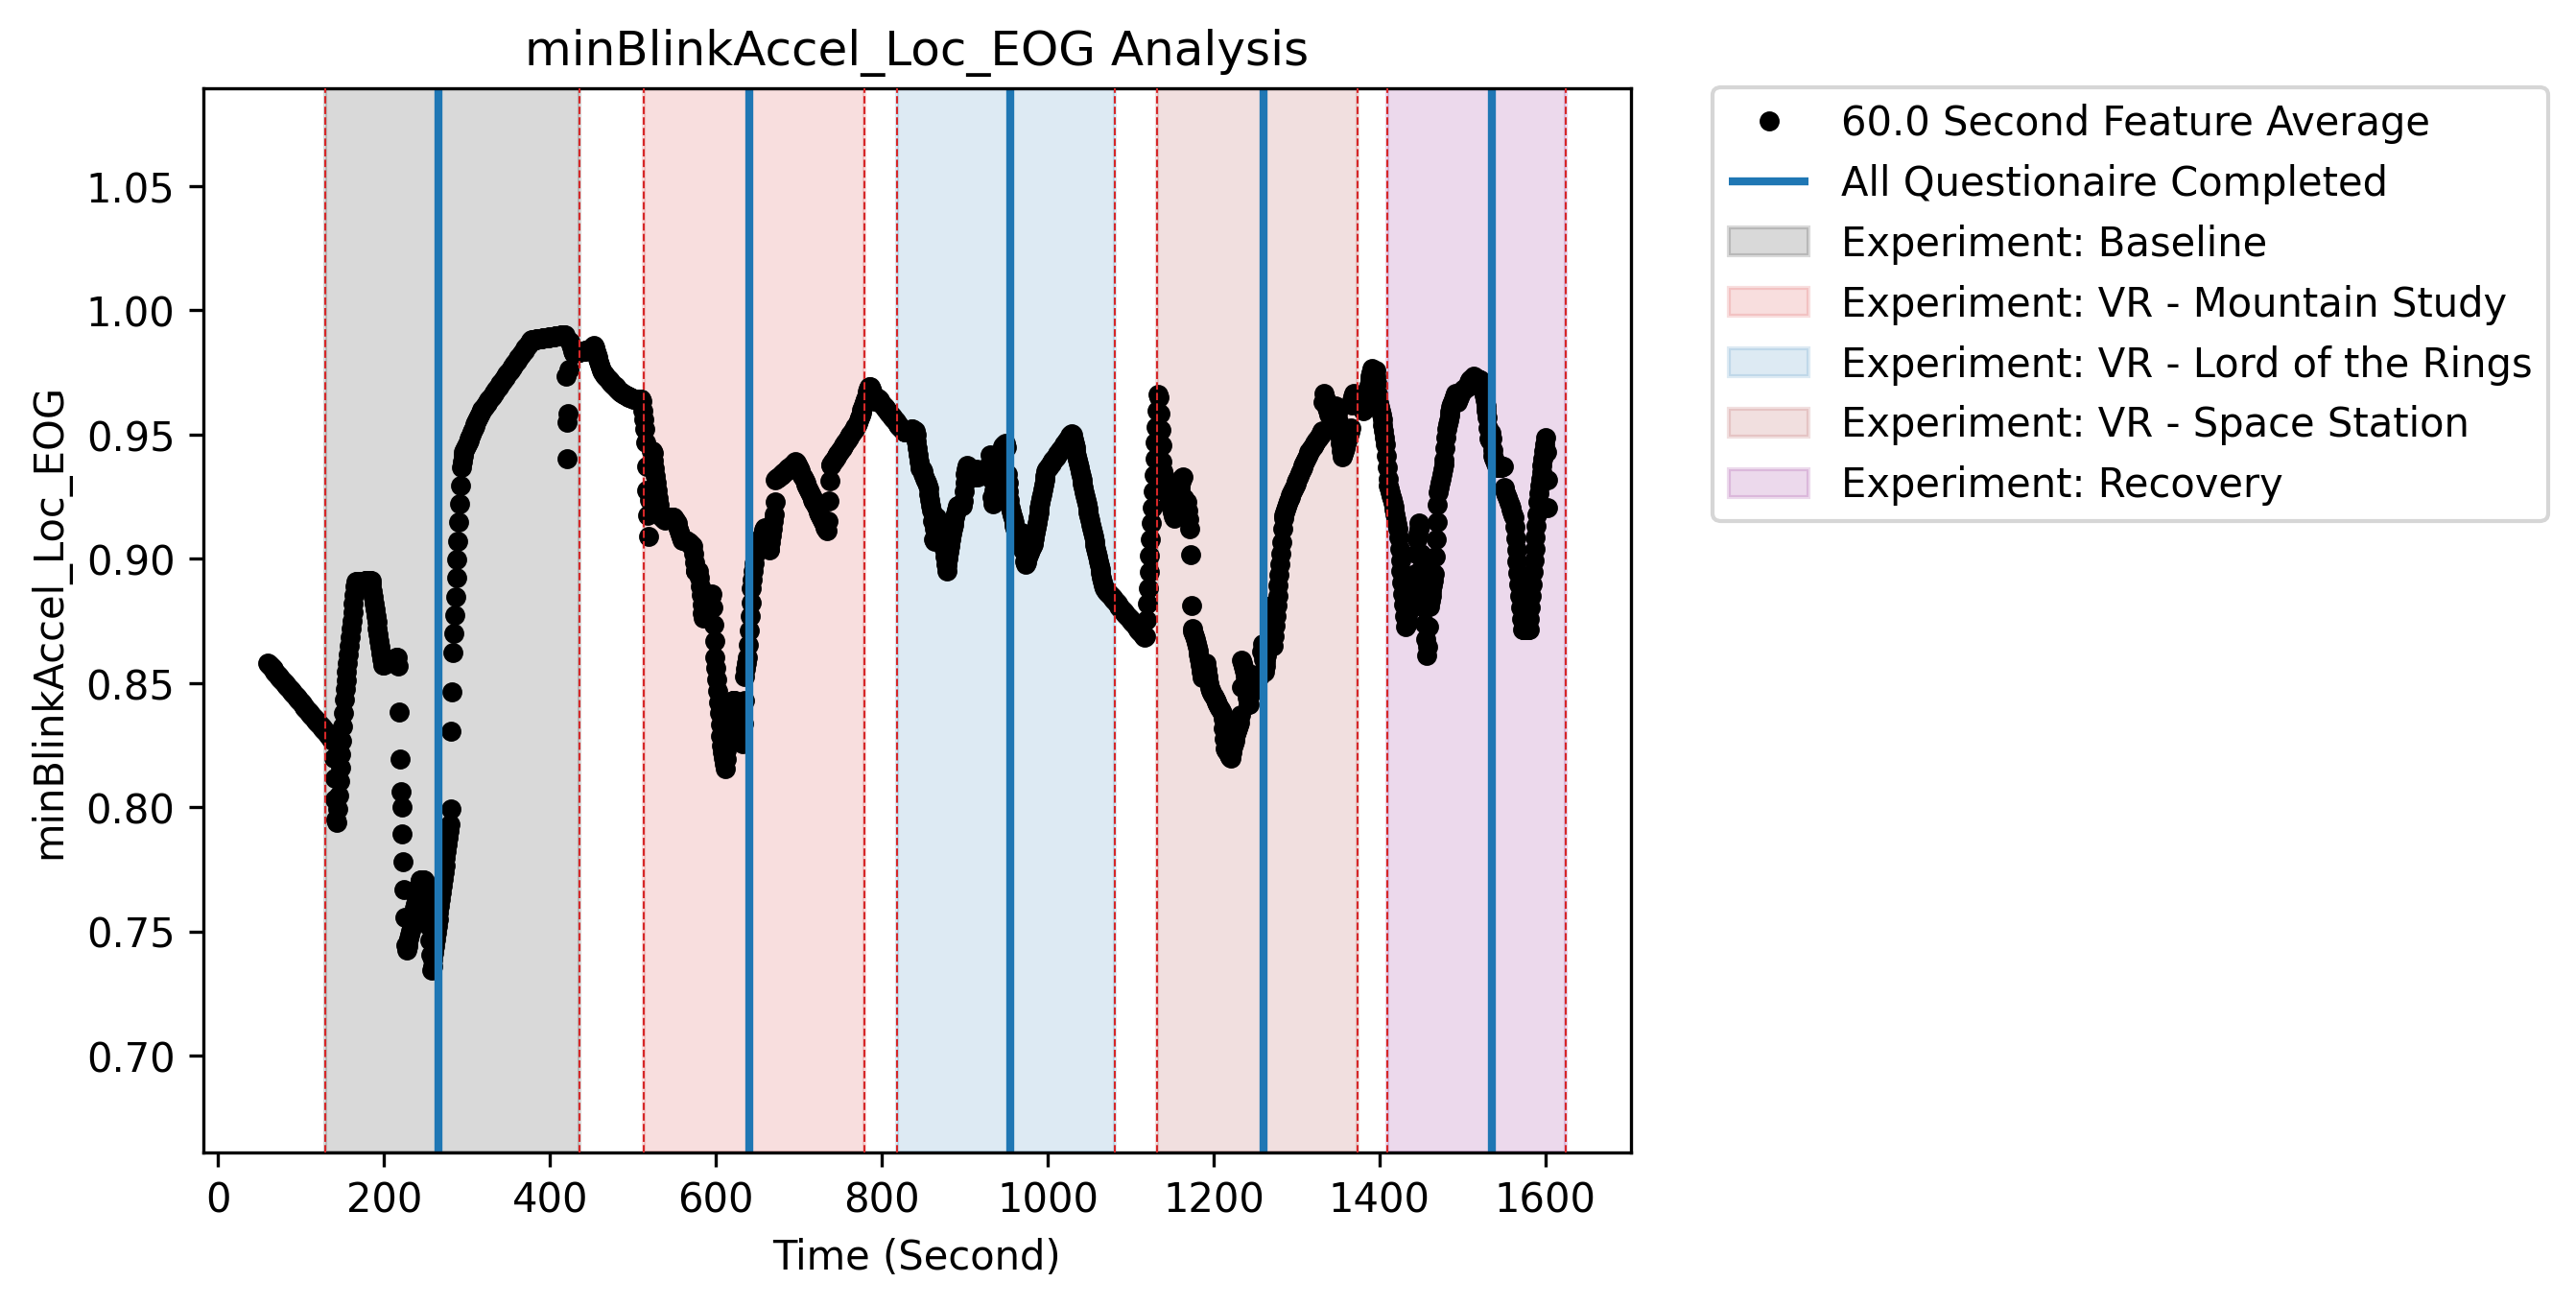 minBlinkAccel_Loc_EOG Analysis
1.05
1.00
0.95
0.90
0.85
0.80
0.75
0.70
minBlinkAccel_Loc_EOG
0 200 400 600 800 1000 1200 1400 1600
Time (Second)
60.0 Second Feature Average
All Questionaire Completed
Experiment: Baseline
Experiment: VR - Mountain Study
Experiment: VR - Lord of the Rings
Experiment: VR - Space Station
Experiment: Recovery